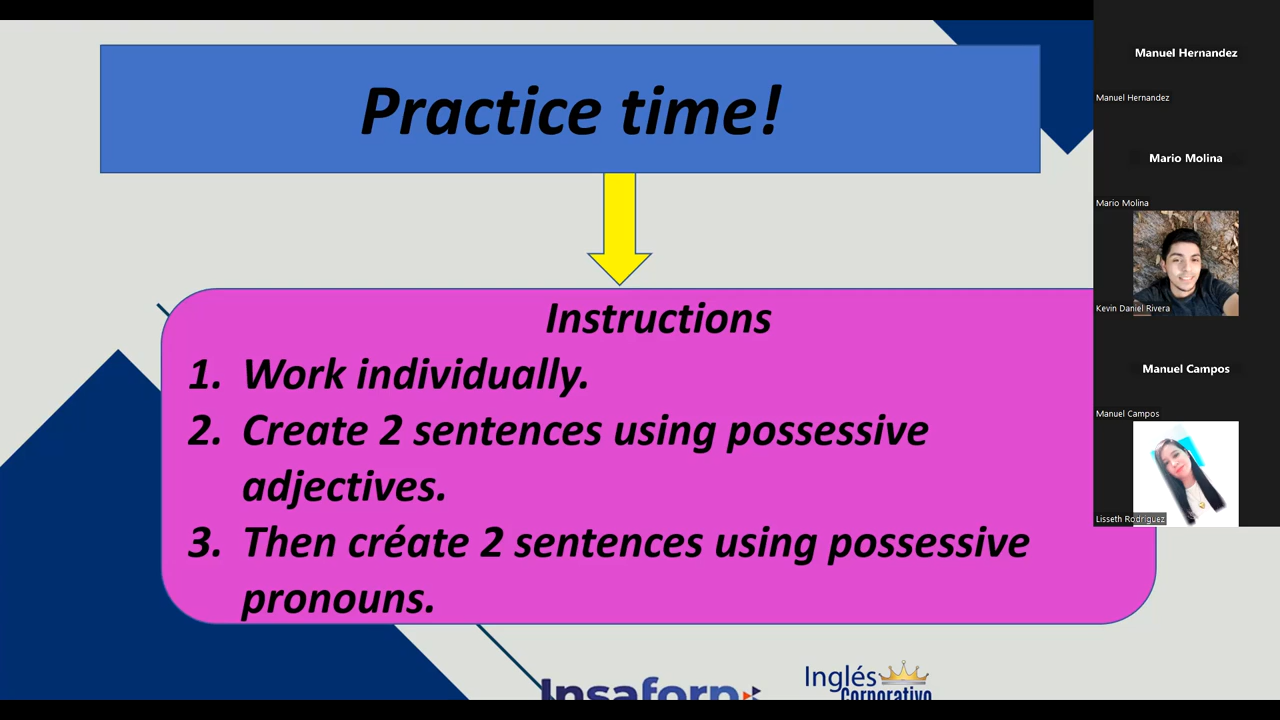 Practice time!
Instructions
1. Work individually.
2. Create 2 sentences using possessive
adjectives.
3. Then créate 2 sentences using possessive
pronouns.
Insaforp
Inglés
Corporativo
Manuel Hernandez
Manuel Hernandez
Mario Molina
Mario Molina
Kevin Daniel Rivera
Manuel Campos
Manuel Campos
Lisseth Rodriguez